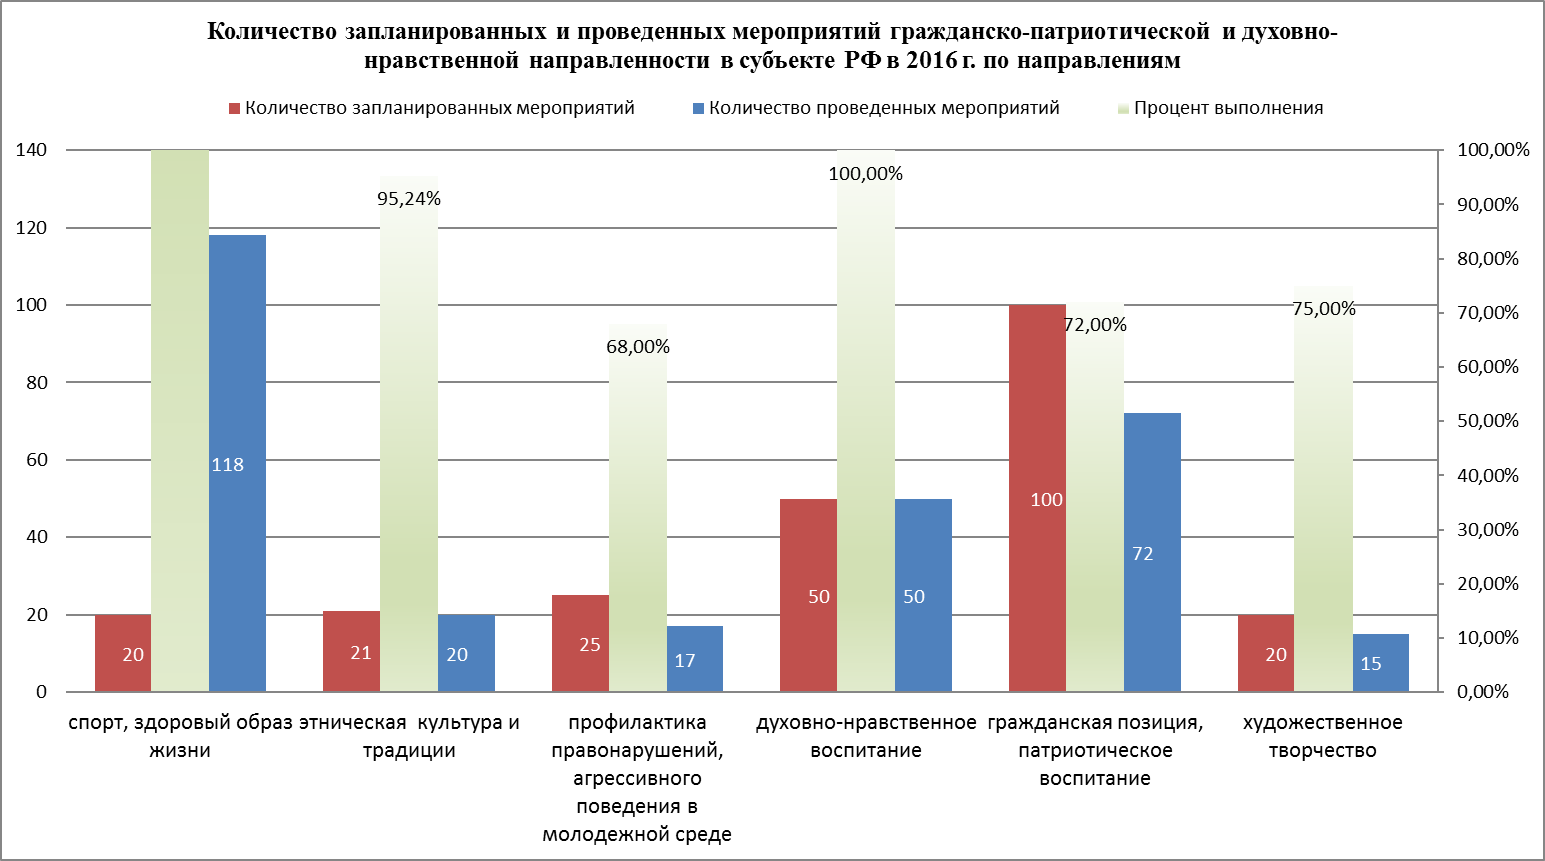 Количество запланированных и проведенных мероприятий гражданско-патриотической и духовно-
нравственной направленности в субъекте РФ в 2016 г. по направлениям
Количество запланированных мероприятий
Количество проведенных мероприятий
Процент выполнения
140
120
100
80
60
40
20
0
100,00%
90,00%
80,00%
70,00%
60,00%
50,00%
40,00%
30,00%
20,00%
10,00%
0,00%
20
118
21
95,24%
20
25
68,00%
17
50
100,00%
50
100
72,00%
72
20
75,00%
15
спорт, здоровый образ
жизни
этническая культура и
традиции
профилактика
правонарушений,
агрессивного
поведения в
молодежной среде
духовно-нравственное
воспитание
гражданская позиция,
патриотическое
воспитание
художественное
творчество